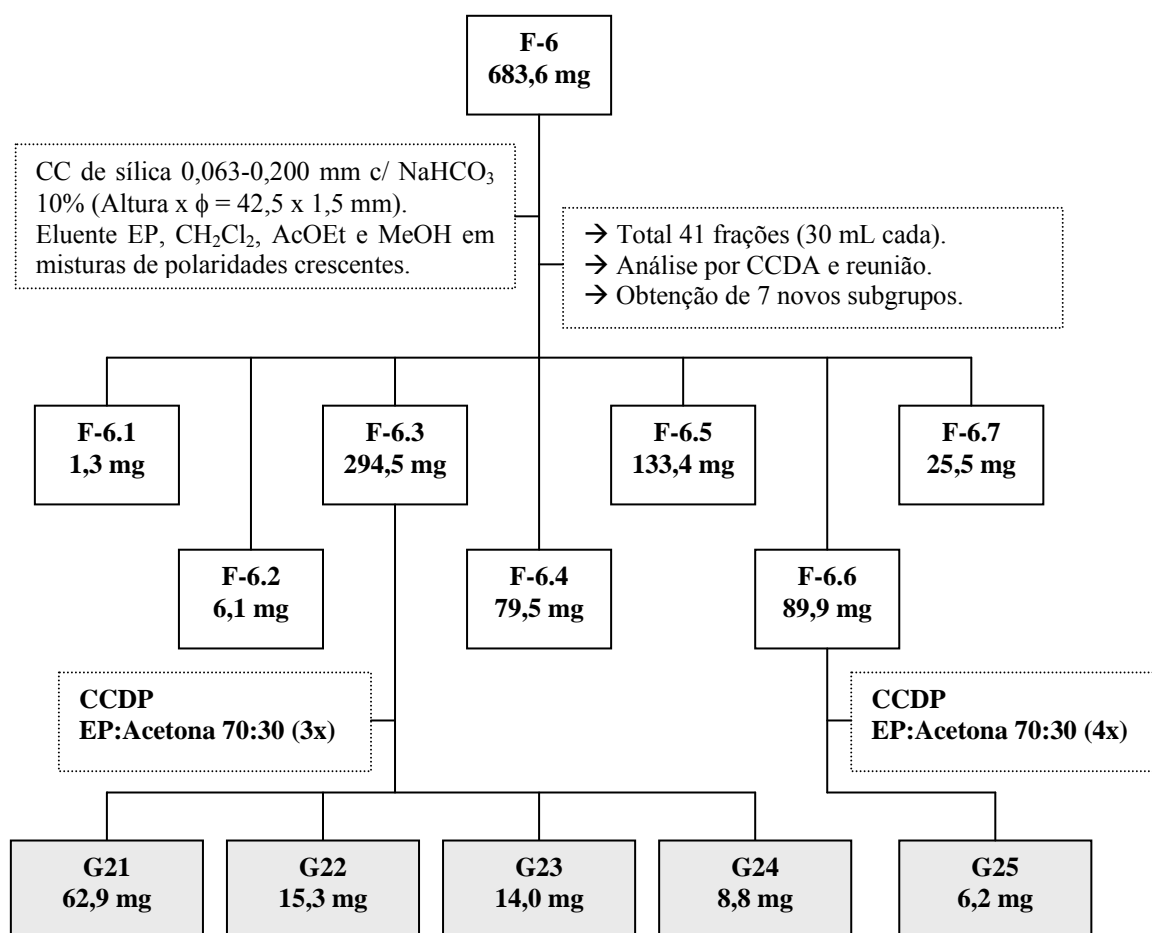 F-6
683,6 mg
CC de sílica 0,063-0,200 mm c/ NaHCO₃
10% (Altura x ϕ = 42,5 x 1,5 mm).
Eluente EP, CH₂Cl₂, AcOEt e MeOH em
misturas de polaridades crescentes.
→ Total 41 frações (30 mL cada).
→ Análise por CCDA e reunião.
→ Obtenção de 7 novos subgrupos.
F-6.1
1,3 mg
F-6.3
294,5 mg
F-6.5
133,4 mg
F-6.7
25,5 mg
F-6.2
6,1 mg
F-6.4
79,5 mg
F-6.6
89,9 mg
CCDP
EP:Acetona 70:30 (3x)
CCDP
EP:Acetona 70:30 (4x)
G21
62,9 mg
G22
15,3 mg
G23
14,0 mg
G24
8,8 mg
G25
6,2 mg